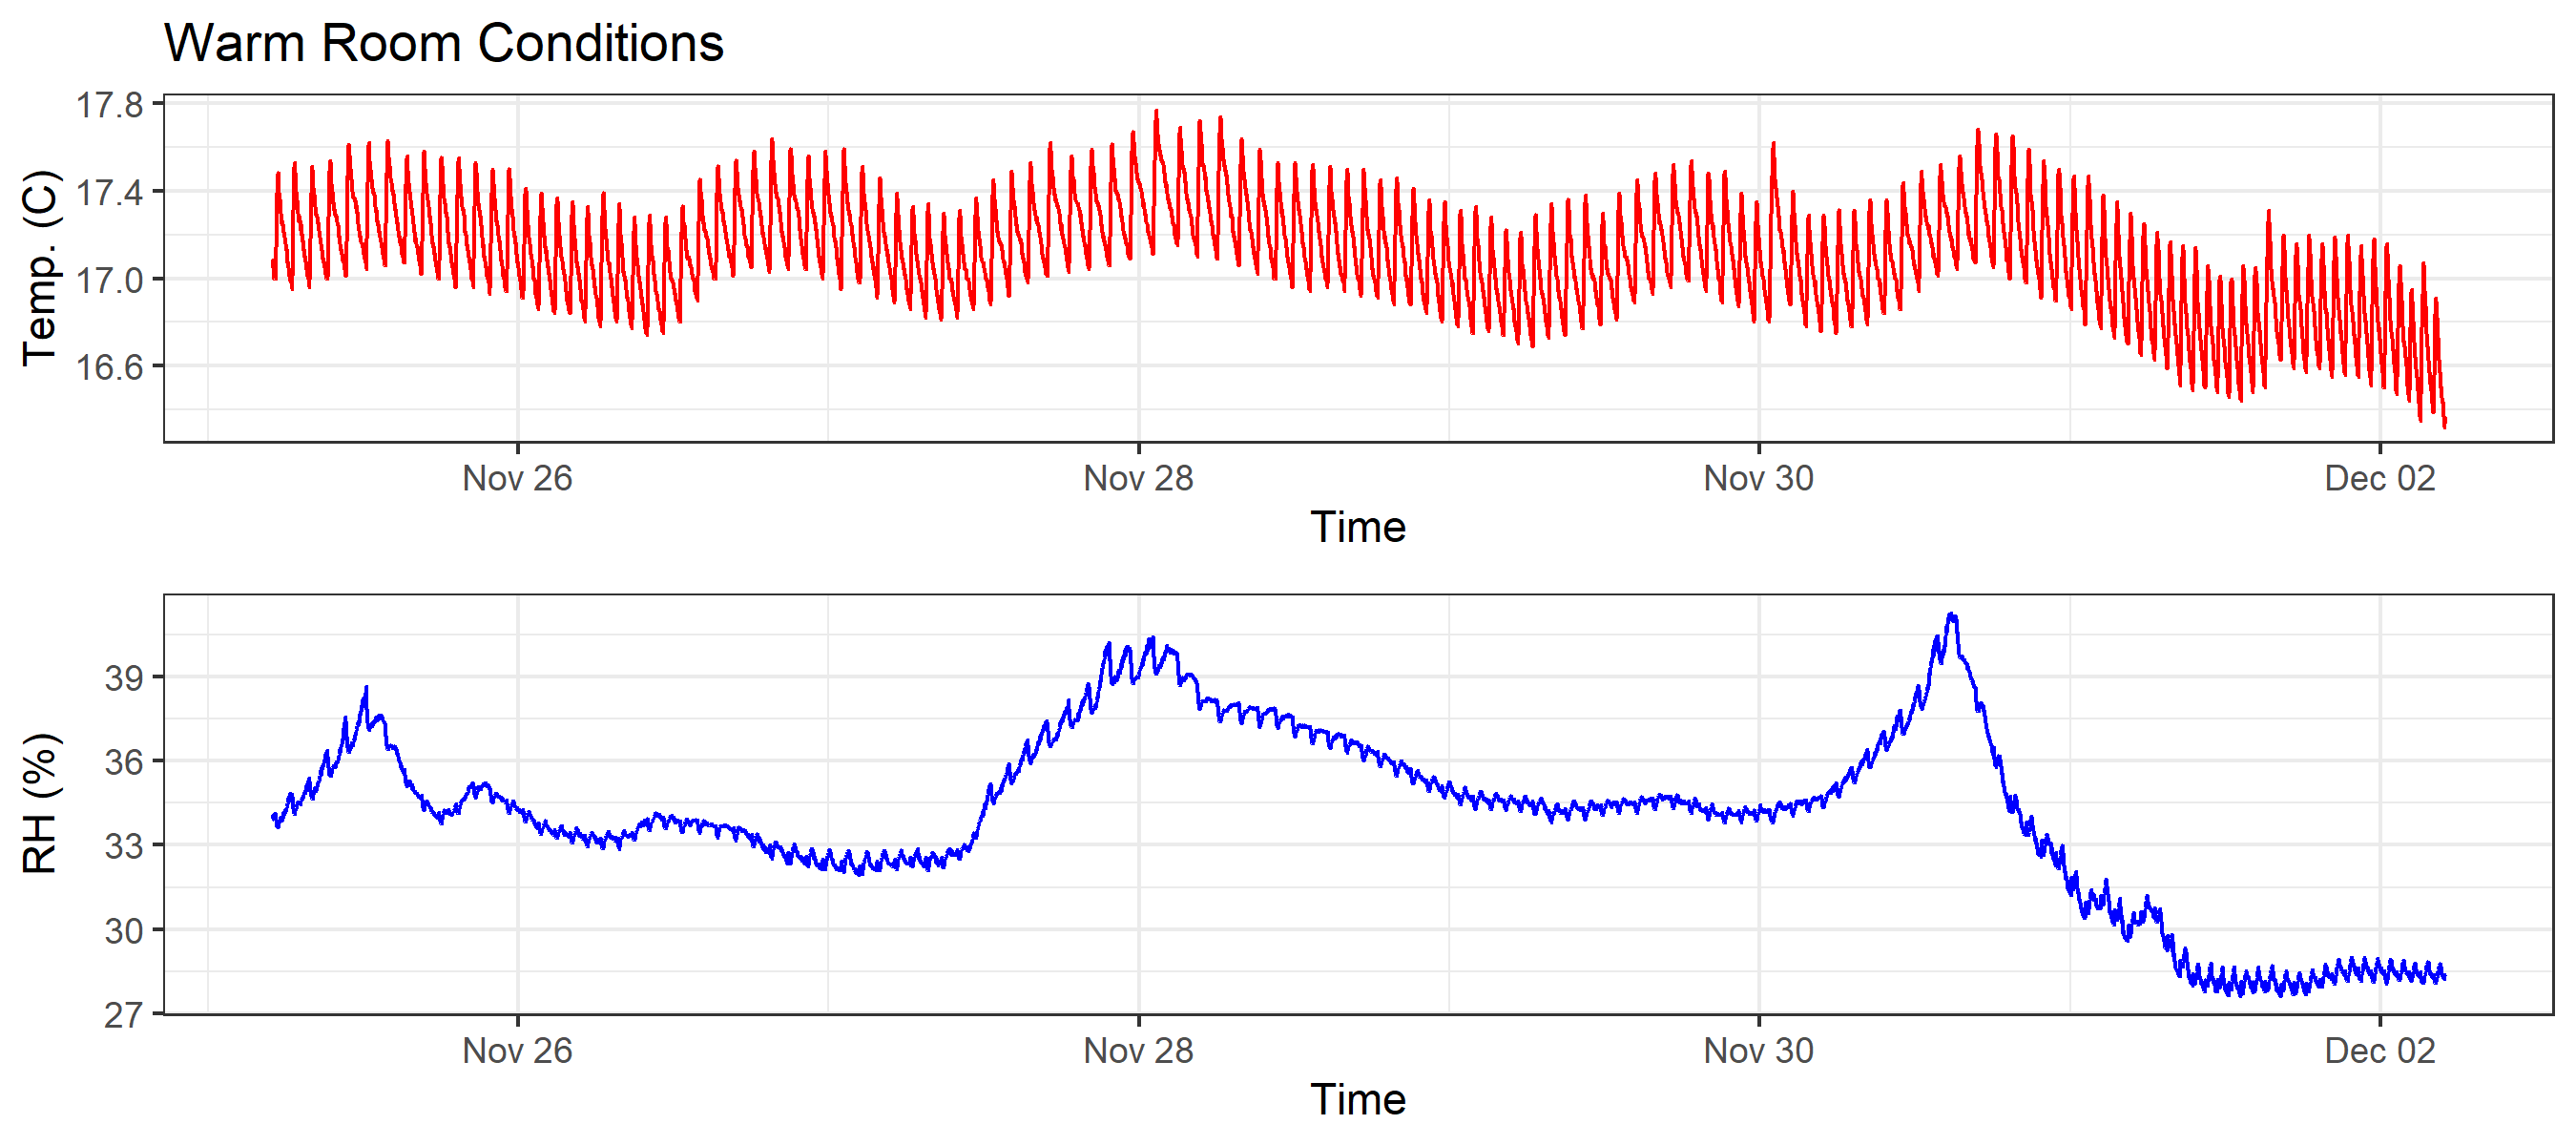 Warm Room Conditions
Temp. (C)
17.8
17.4
17.0
16.6
Nov 26 Nov 28 Nov 30 Dec 02
Time
RH (%)
39
36
33
30
27
Nov 26 Nov 28 Nov 30 Dec 02
Time